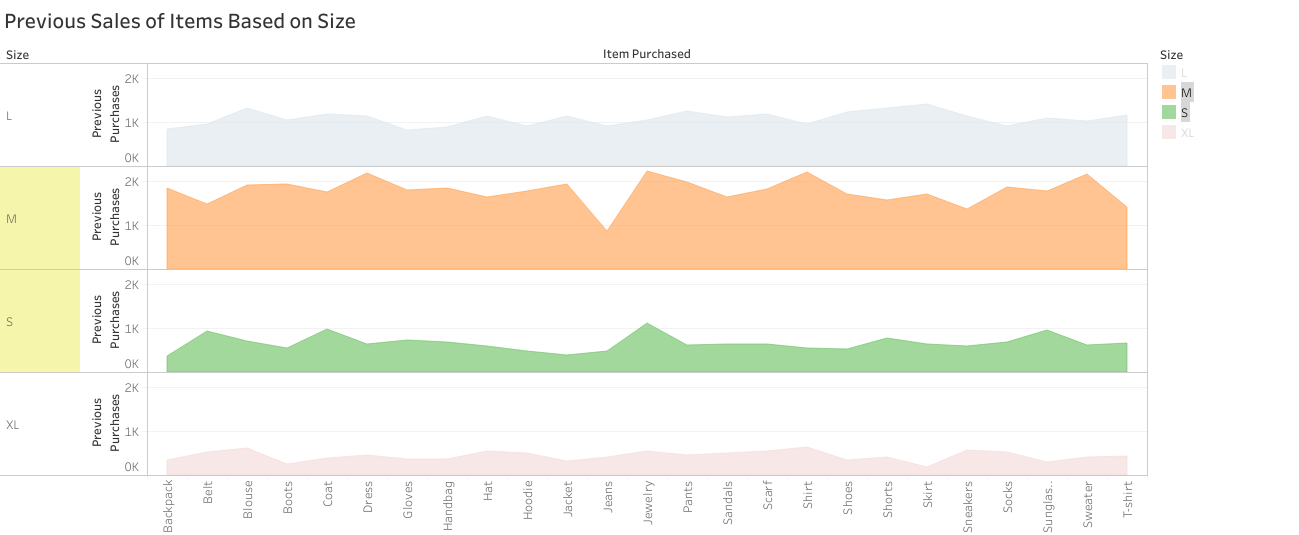 Previous Sales of Items Based on Size
Size
Item Purchased
Size
L
M
S
XL
L
Previous
Purchases
2K
1K
0K
M
Previous
Purchases
2K
1K
0K
S
Previous
Purchases
2K
1K
0K
XL
Previous
Purchases
2K
1K
0K
Backpack
Belt
Blouse
Boots
Coat
Dress
Gloves
Handbag
Hat
Hoodie
Jacket
Jeans
Jewelry
Pants
Sandals
Scarf
Shirt
Shoes
Shorts
Skirt
Sneakers
Socks
Sunglas..
Sweater
T-shirt